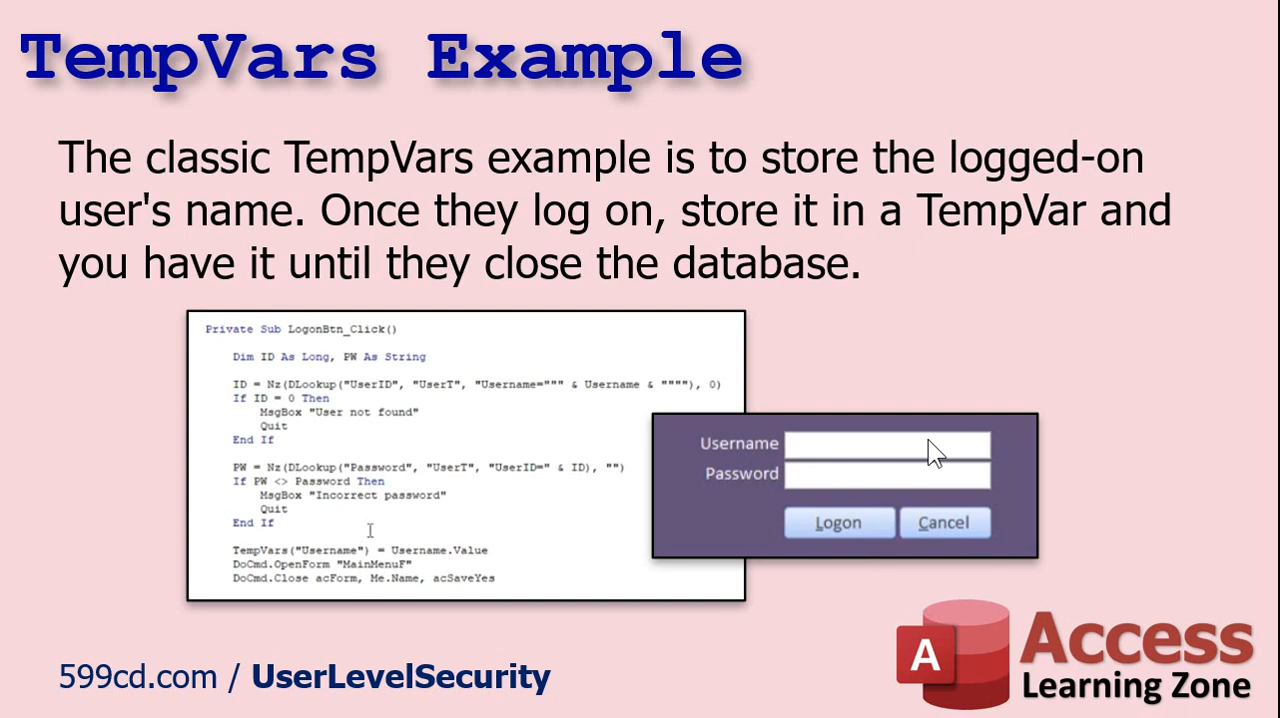 TempVars Example
The classic TempVars example is to store the logged-on
user's name. Once they log on, store it in a TempVar and
you have it until they close the database.
Private Sub LogonBtn_Click()
Dim ID As Long, PW As String
ID = Nz(DLookup("UserID", "UserT", "Username=""" & Username & """"), 0)
If ID = 0 Then
MsgBox "User not found"
Quit
End If
PW = Nz(DLookup("Password", "UserT", "UserID=" & ID), "")
If PW <> Password Then
MsgBox "Incorrect password"
Quit
End If
TempVars("Username") = Username.Value
DoCmd.OpenForm "MainMenuF"
DoCmd.Close acForm, Me.Name, acSaveYes
Username
Password
Logon Cancel
599cd.com / UserLevelSecurity
A
Access
Learning Zone